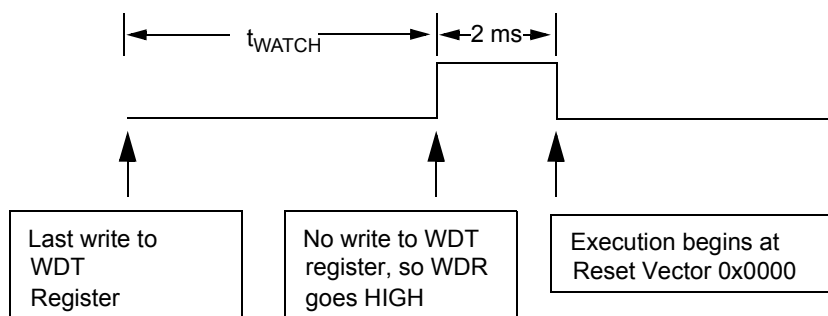 tWATCH
2 ms
Last write to
WDT
Register
No write to WDT
register, so WDR
goes HIGH
Execution begins at
Reset Vector 0x0000